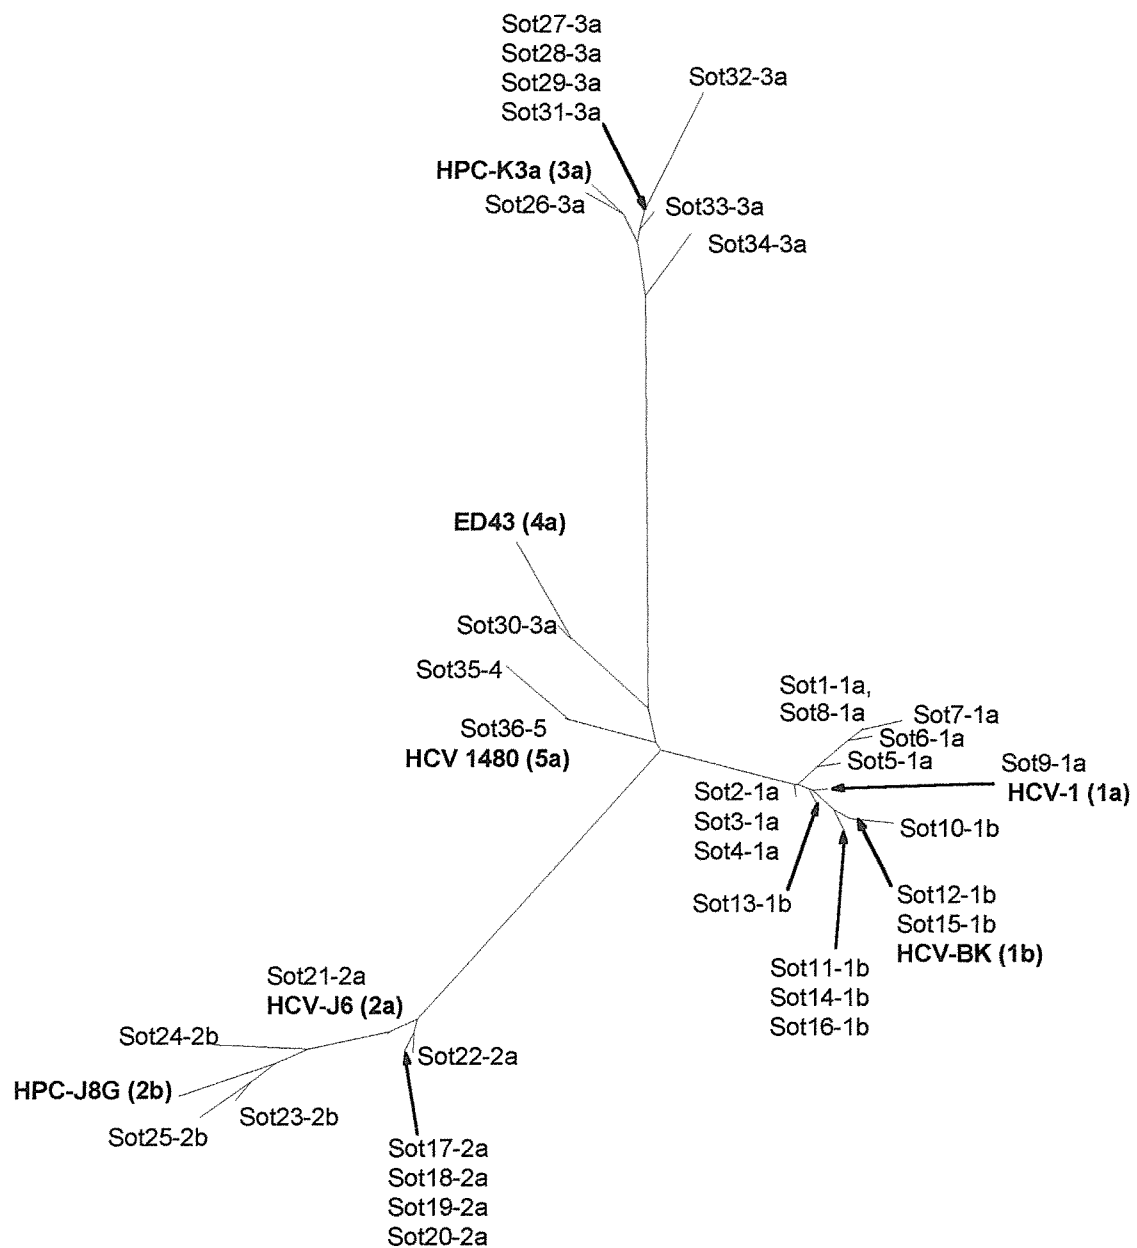 Sot27-3a
Sot28-3a
Sot29-3a
Sot31-3a
Sot32-3a
HPC-K3a (3a)
Sot26-3a
Sot33-3a
Sot34-3a
ED43 (4a)
Sot30-3a
Sot35-4
Sot36-5
HCV 1480 (5a)
Sot1-1a,
Sot8-1a
Sot7-1a
Sot6-1a
Sot5-1a
Sot9-1a
HCV-1 (1a)
Sot2-1a
Sot3-1a
Sot4-1a
Sot10-1b
Sot13-1b
Sot12-1b
Sot15-1b
HCV-BK (1b)
Sot11-1b
Sot14-1b
Sot16-1b
Sot21-2a
HCV-J6 (2a)
Sot24-2b
Sot22-2a
HPC-J8G (2b)
Sot23-2b
Sot25-2b
Sot17-2a
Sot18-2a
Sot19-2a
Sot20-2a